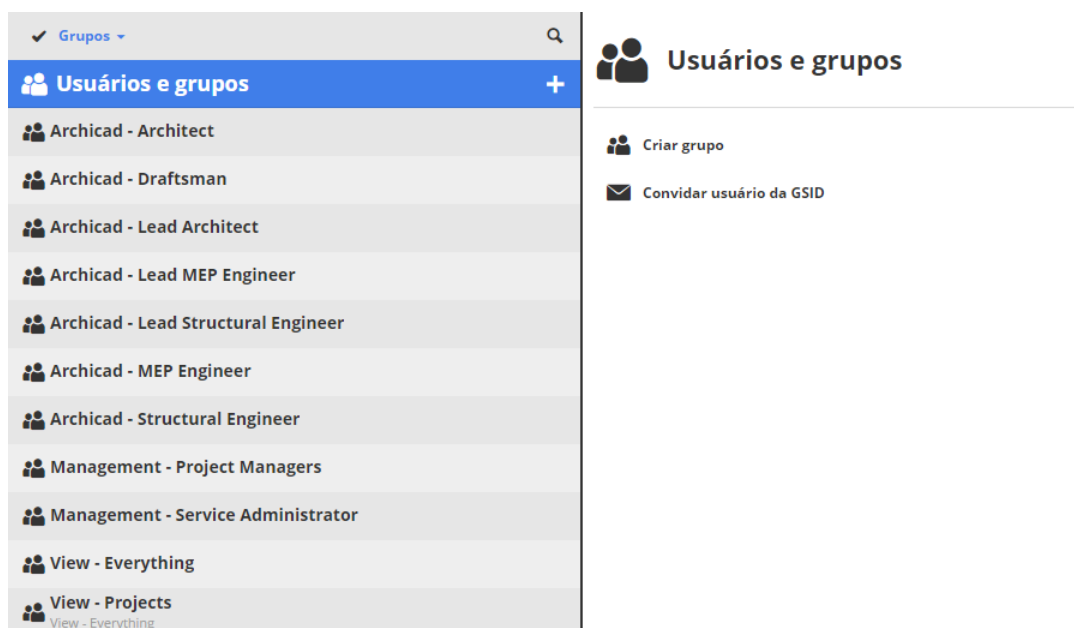 Grupos
Usuários e grupos
Archicad - Architect
Archicad - Draftsman
Archicad - Lead Architect
Archicad - Lead MEP Engineer
Archicad - Lead Structural Engineer
Archicad - MEP Engineer
Archicad - Structural Engineer
Management - Project Managers
Management - Service Administrator
View - Everything
View - Projects
View - Everything
Usuários e grupos
Criar grupo
Convidar usuário da GSID